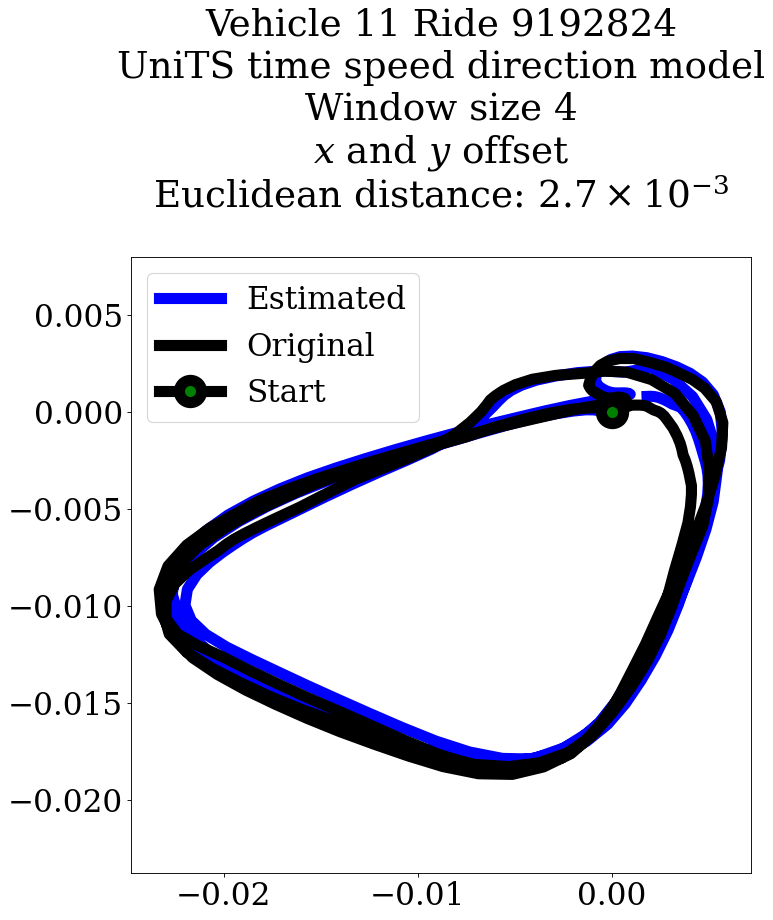 Vehicle 11 Ride 9192824
UniTS time speed direction model
Window size 4
x and y offset
Euclidean distance: 2.7 × 10⁻³
Estimated
Original
Start
0.005
0.000
−0.005
−0.010
−0.015
−0.020
−0.02
−0.01
0.00